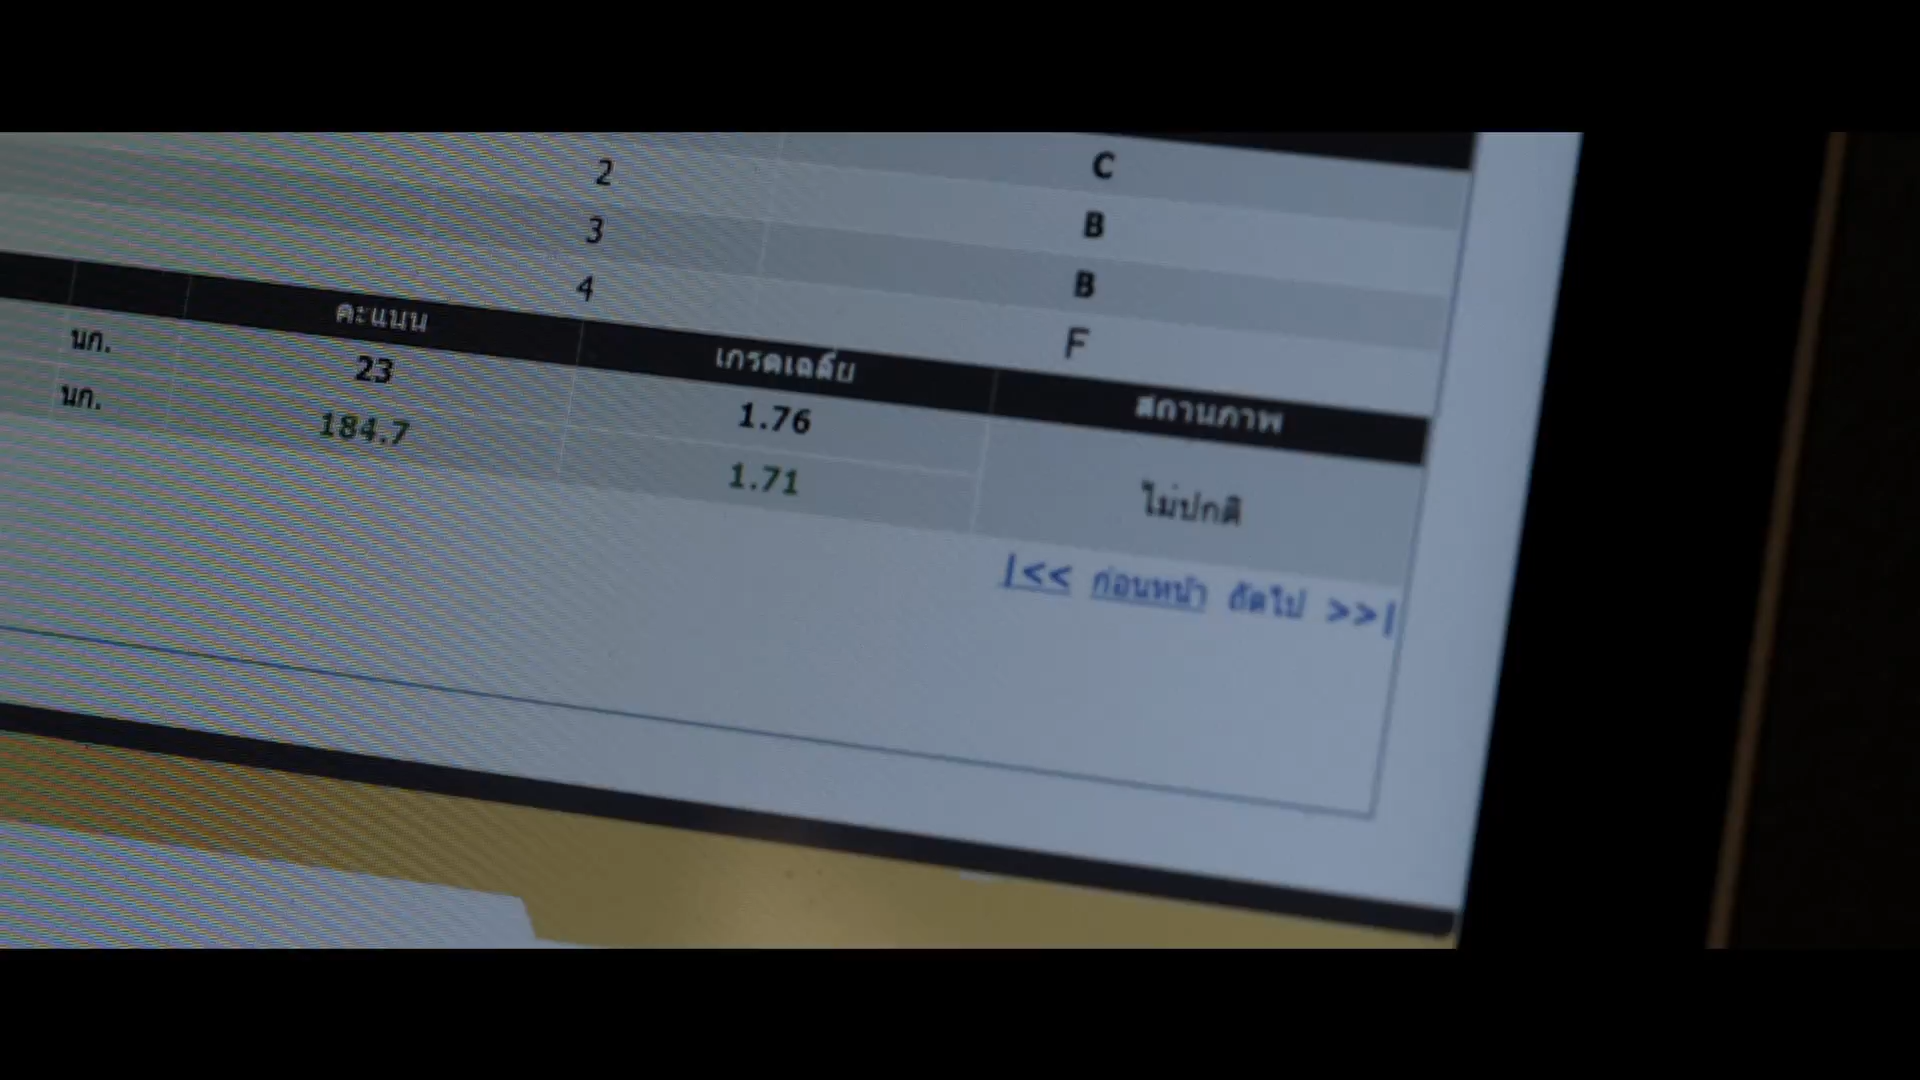 C
2 B
3 B
4 F
คะแนน เกรดเฉลี่ย สถานภาพ
นก. 23 1.76 ไม่ปกติ
นก. 184.7 1.71
|<< ก่อนหน้า ถัดไป >>|